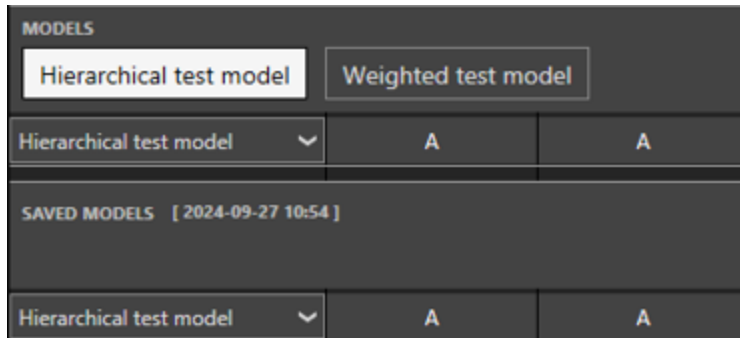 MODELS
Hierarchical test model Weighted test model
Hierarchical test model A A
SAVED MODELS [ 2024-09-27 10:54 ]
Hierarchical test model A A